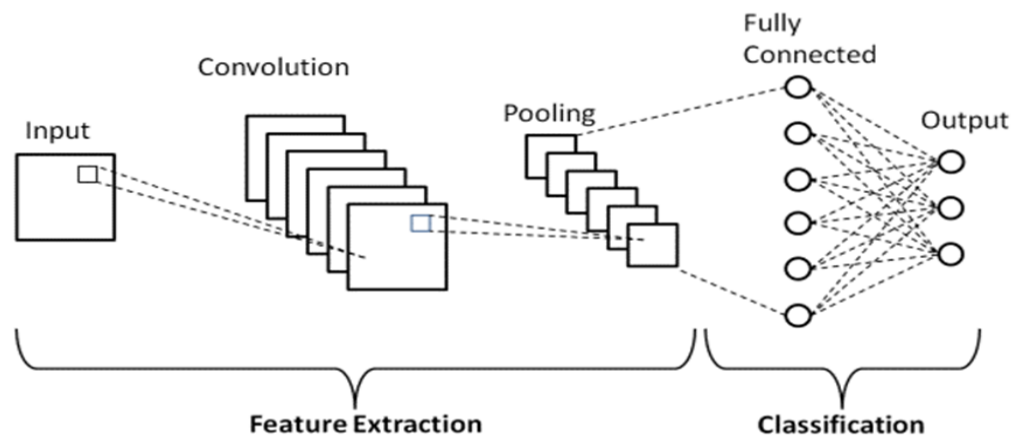 Input
Convolution
Pooling
Fully
Connected
Output
Feature Extraction
Classification